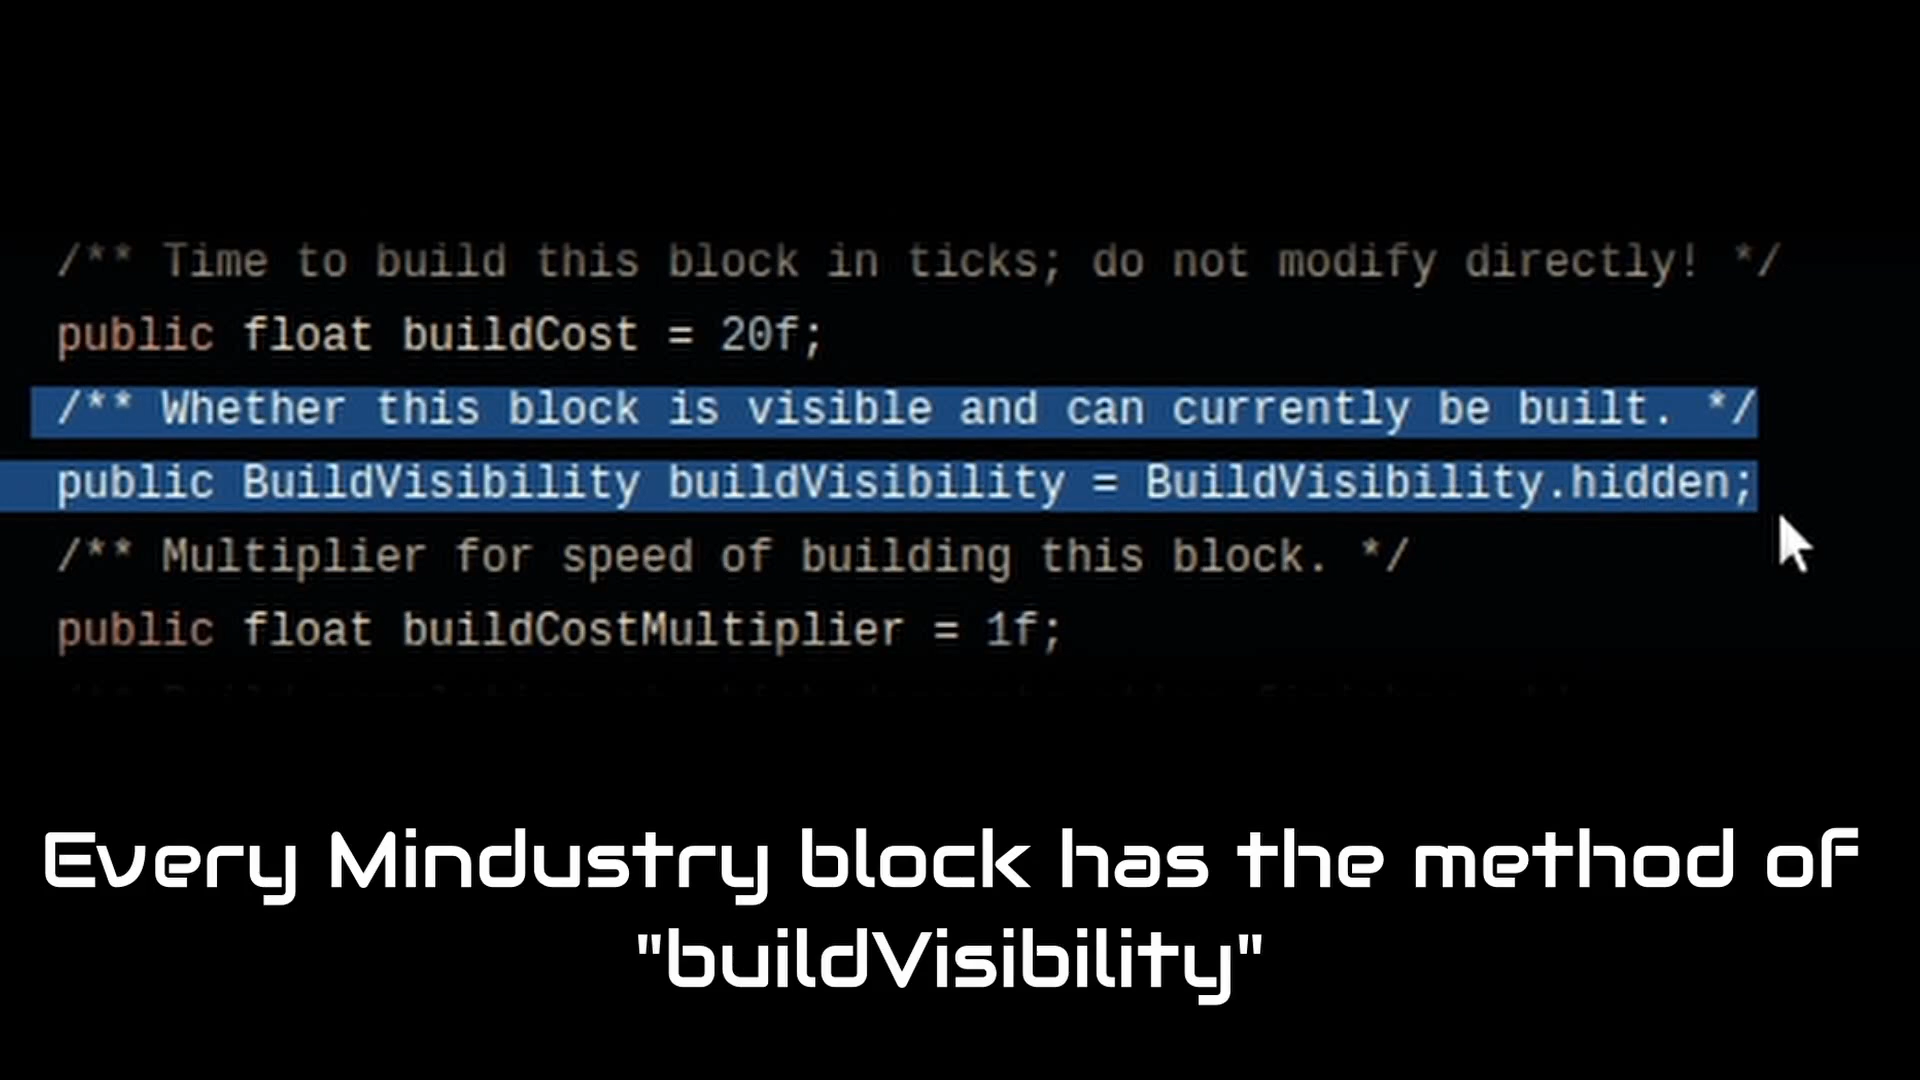 /** Time to build this block in ticks; do not modify directly! */
public float buildCost = 20f;
/** Whether this block is visible and can currently be built. */
public BuildVisibility buildVisibility = BuildVisibility.hidden;
/** Multiplier for speed of building this block. */
public float buildCostMultiplier = 1f;
Every Mindustry block has the method of
"buildVisibility"